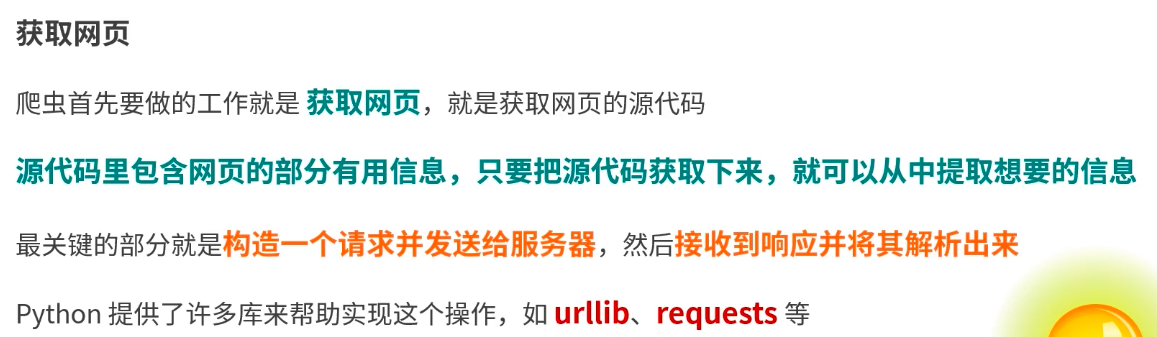 获取网页
爬虫首先要做的工作就是 获取网页，就是获取网页的源代码
源代码里包含网页的部分有用信息，只要把源代码获取下来，就可以从中提取想要的信息
最关键的部分就是构造一个请求并发送给服务器，然后接收到响应并将其解析出来
Python 提供了许多库来帮助实现这个操作，如 urllib、requests 等